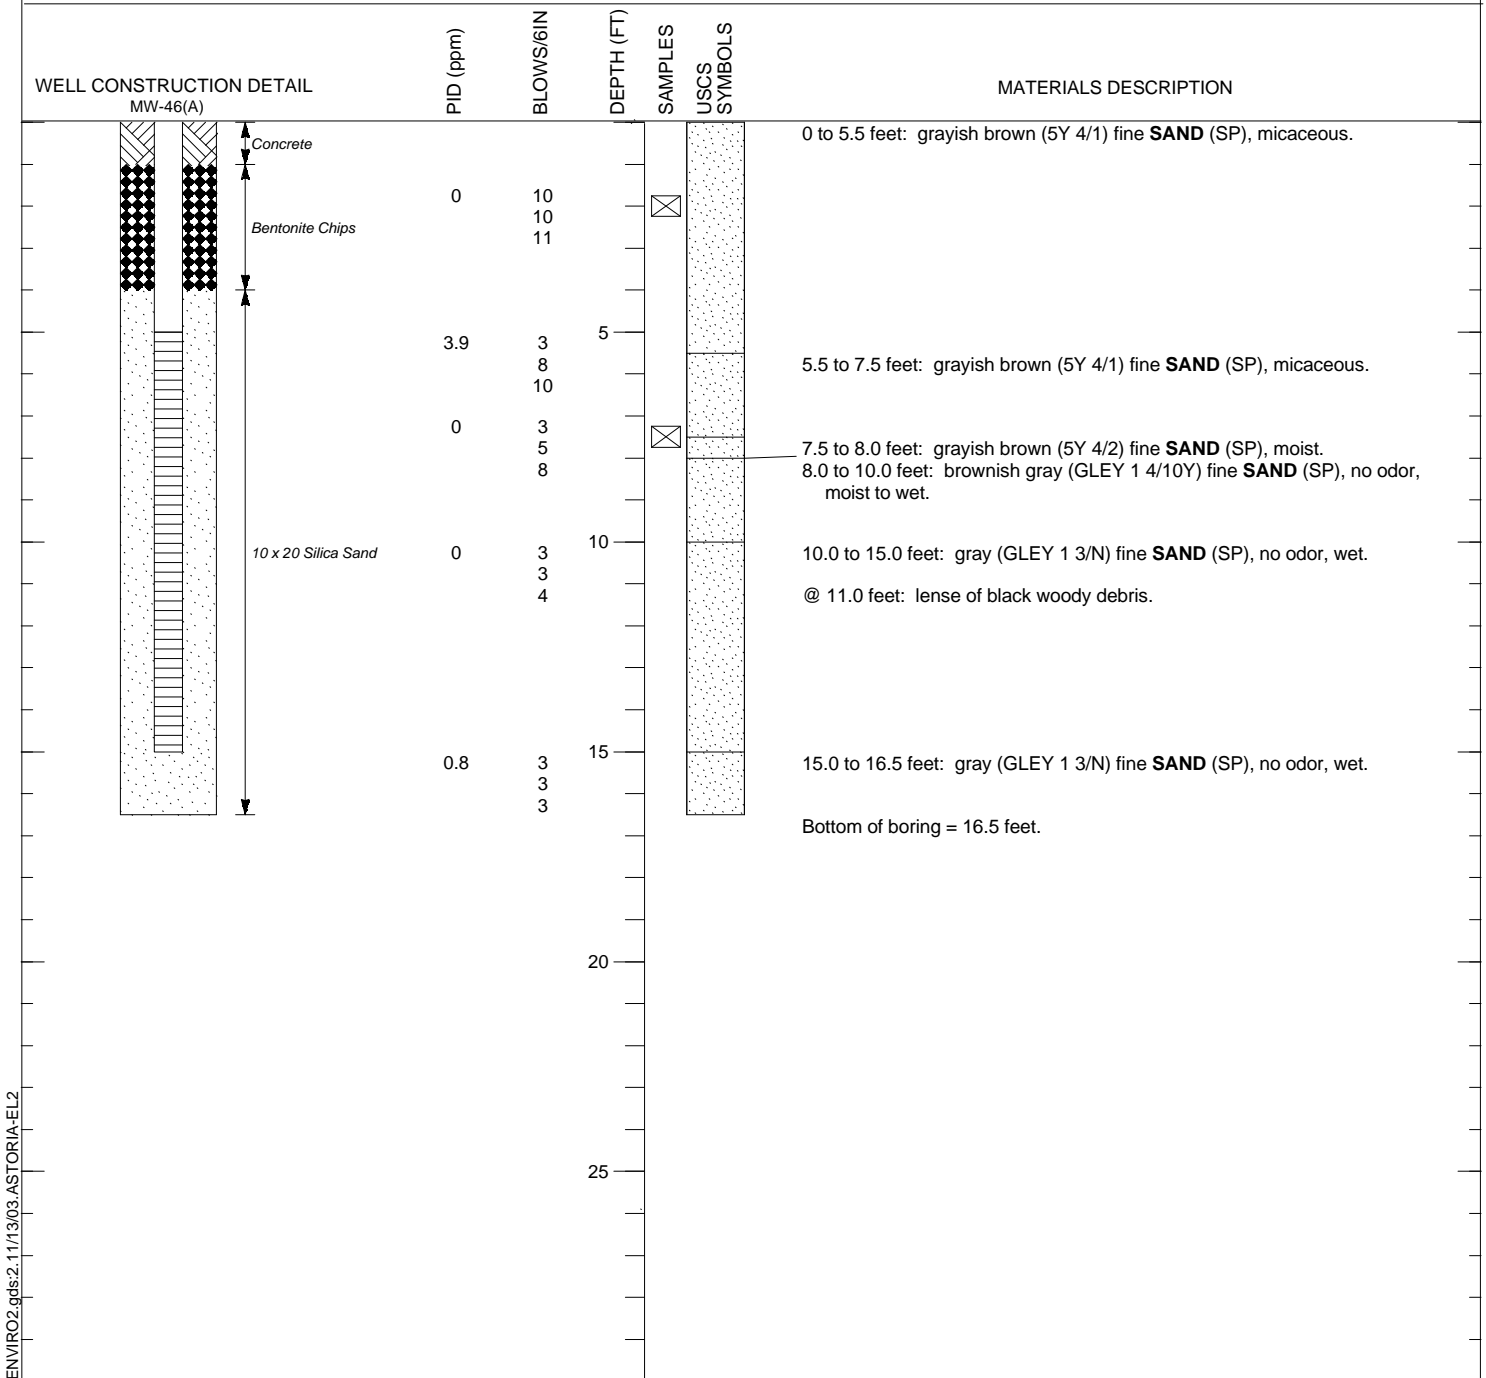 WELL CONSTRUCTION DETAIL
MW-46(A)
PID (ppm)
BLOWS/6IN
DEPTH (FT)
SAMPLES
USCS
SYMBOLS
MATERIALS DESCRIPTION
Concrete
0 to 5.5 feet: grayish brown (5Y 4/1) fine SAND (SP), micaceous.
0 10
10
Bentonite Chips 11
5
3.9 3
8
10
5.5 to 7.5 feet: grayish brown (5Y 4/1) fine SAND (SP), micaceous.
0 3
5
8
7.5 to 8.0 feet: grayish brown (5Y 4/2) fine SAND (SP), moist.
8.0 to 10.0 feet: brownish gray (GLEY 1 4/10Y) fine SAND (SP), no odor,
moist to wet.
10
10 x 20 Silica Sand 0 3
3
4
10.0 to 15.0 feet: gray (GLEY 1 3/N) fine SAND (SP), no odor, wet.
@ 11.0 feet: lense of black woody debris.
15
0.8 3
3
3
15.0 to 16.5 feet: gray (GLEY 1 3/N) fine SAND (SP), no odor, wet.
Bottom of boring = 16.5 feet.
20
25
ENVIRO2.gds:2.11/13/03.ASTORIA-EL2